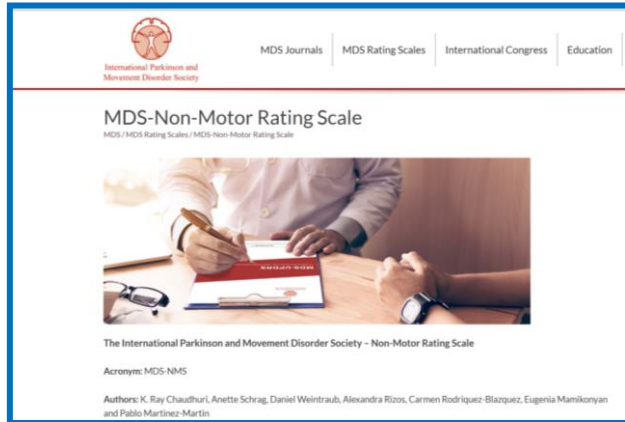 International Parkinson and
Movement Disorder Society
MDS Journals
MDS Rating Scales
International Congress
Education
MDS-Non-Motor Rating Scale
MDS / MDS Rating Scales / MDS-Non-Motor Rating Scale
MDS-UPDRS
The International Parkinson and Movement Disorder Society – Non-Motor Rating Scale
Acronym: MDS-NMS
Authors: K. Ray Chaudhuri, Anette Schrag, Daniel Weintraub, Alexandra Rizos, Carmen Rodriquez-Blazquez, Eugenia Mamikonyan
and Pablo Martinez-Martin